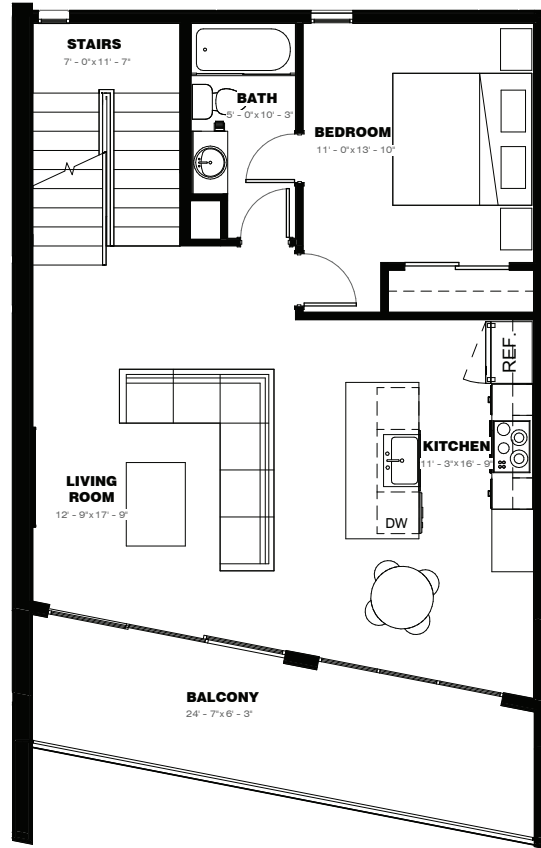 STAIRS
7' - 0"x11' - 7"
BATH
5' - 0"x10' - 3"
BEDROOM
11' - 0"x13' - 10"
REF.
KITCHEN
11' - 3"x16' - 9"
LIVING
ROOM
12' - 9"x17' - 9"
DW
BALCONY
24' - 7"x6' - 3"